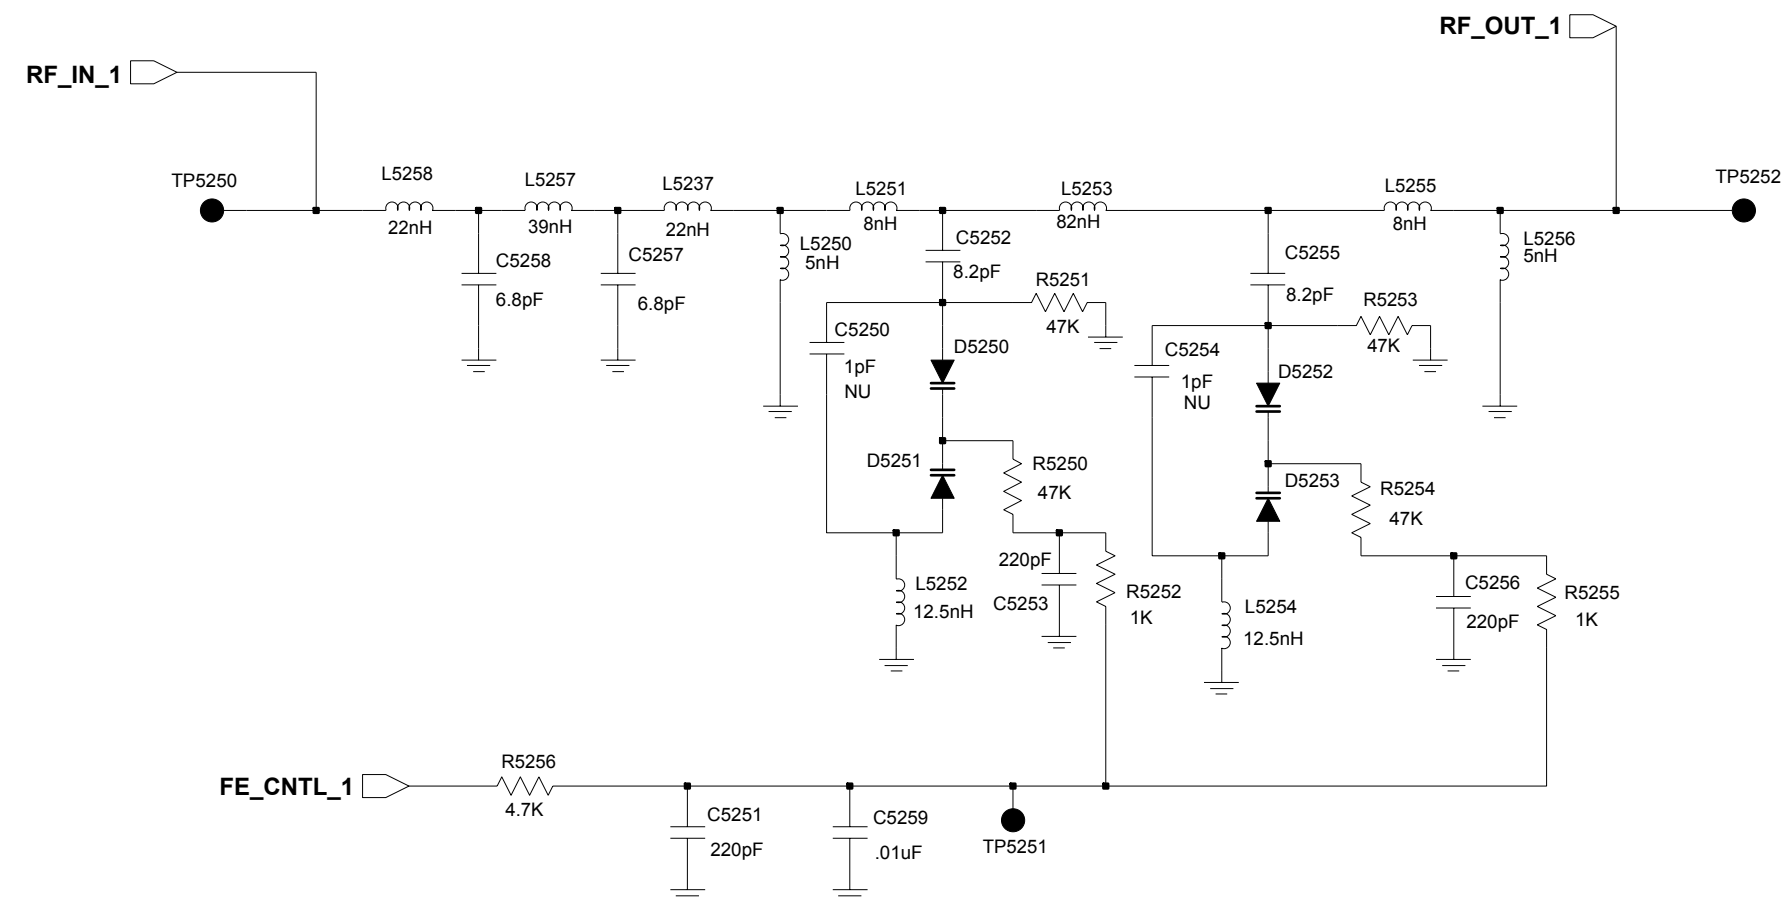 RF_OUT_1
RF_IN_1
TP5250
L5258
22nH
L5257
39nH
L5237
22nH
L5251
8nH
L5253
82nH
L5255
8nH
TP5252
C5258
6.8pF
C5257
6.8pF
L5250
5nH
C5252
8.2pF
C5255
8.2pF
L5256
5nH
R5251
47K
R5253
47K
C5250
1pF
NU
D5250
C5254
1pF
NU
D5252
D5251
R5250
47K
D5253
R5254
47K
L5252
12.5nH
220pF
C5253
R5252
1K
L5254
12.5nH
C5256
220pF
R5255
1K
FE_CNTL_1
R5256
4.7K
C5251
220pF
C5259
.01uF
TP5251